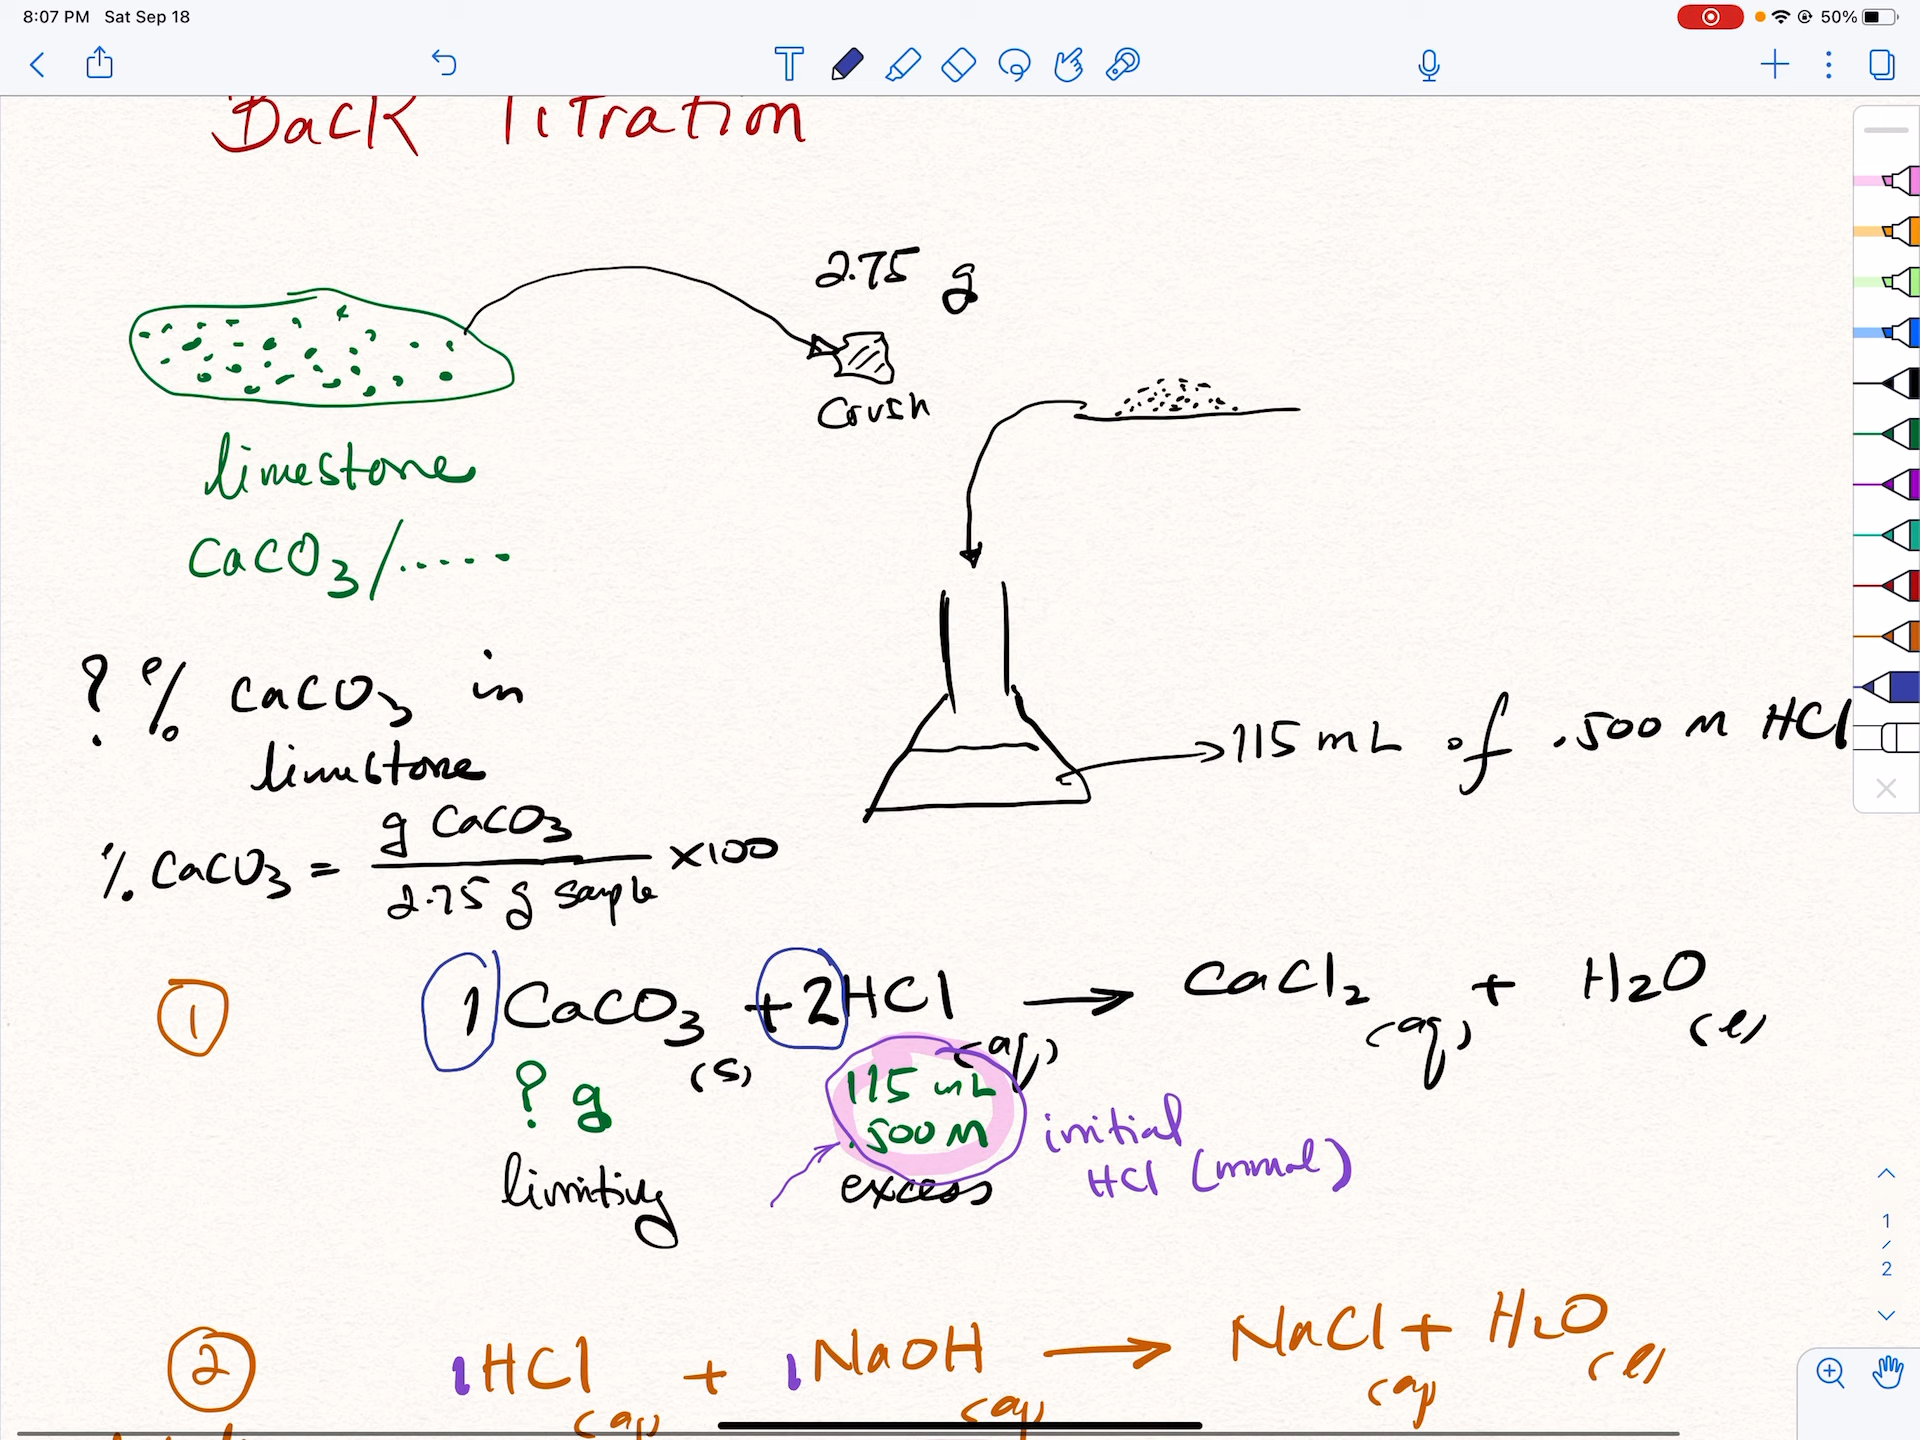 8:07 PM Sat Sep 18
50%
Back Titration
2.75 g
Crush
limestone
CaCO3/.....
? % CaCO3 in
limestone
115 mL of .500 M HCl
% CaCO3 = g CaCO3 / 2.75 g sample ×100
1 1CaCO3 (s) + 2HCl (aq) → CaCl2 (aq) + H2O (l)
? g
115 mL
.500 M
initial
HCl (mmol)
limiting
excess
1
/
2
2 1HCl (aq) + 1NaOH (aq) → NaCl (aq) + H2O (l)